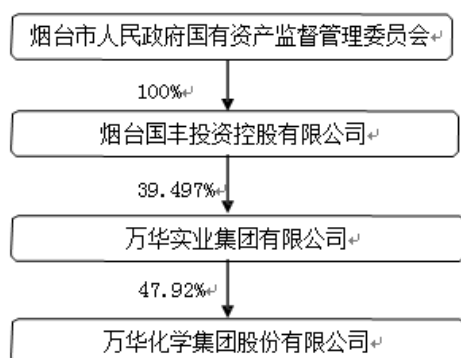 烟台市人民政府国有资产监督管理委员会↵
100%↵
烟台国丰投资控股有限公司↵
39.497%↵
万华实业集团有限公司↵
47.92%↵
万华化学集团股份有限公司↵